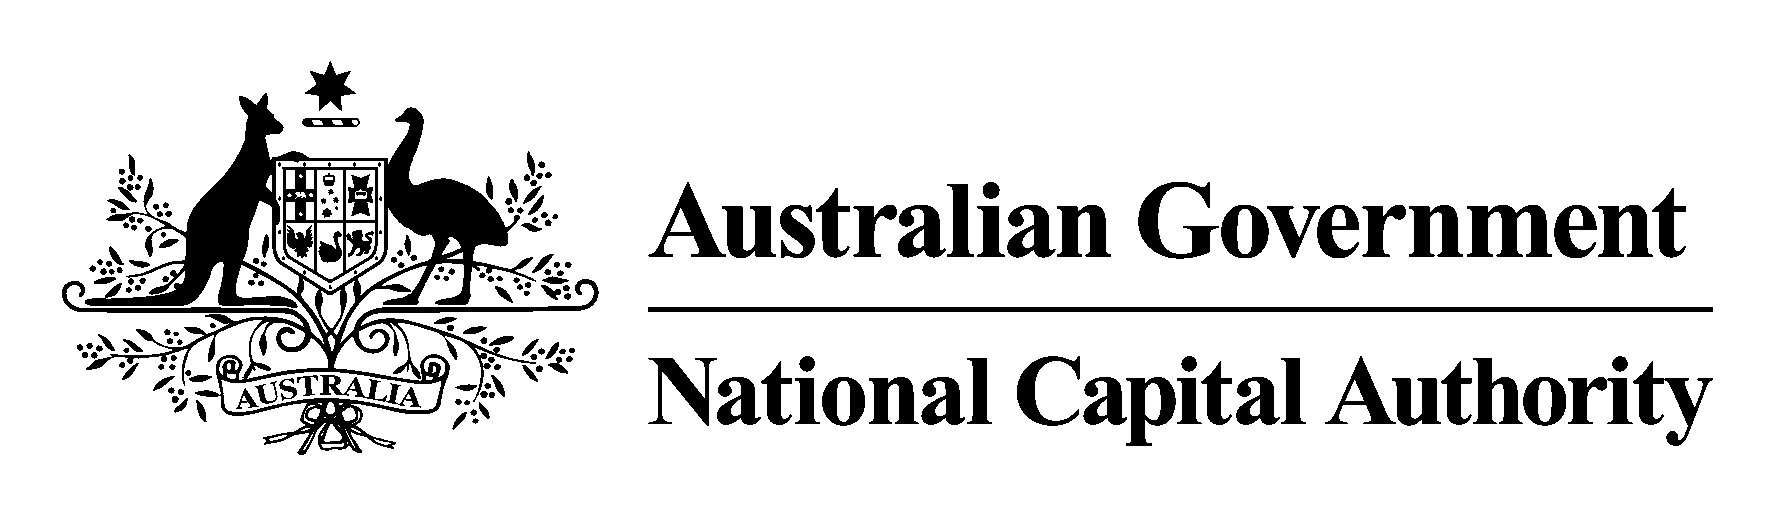 AUSTRALIA
Australian Government
National Capital Authority